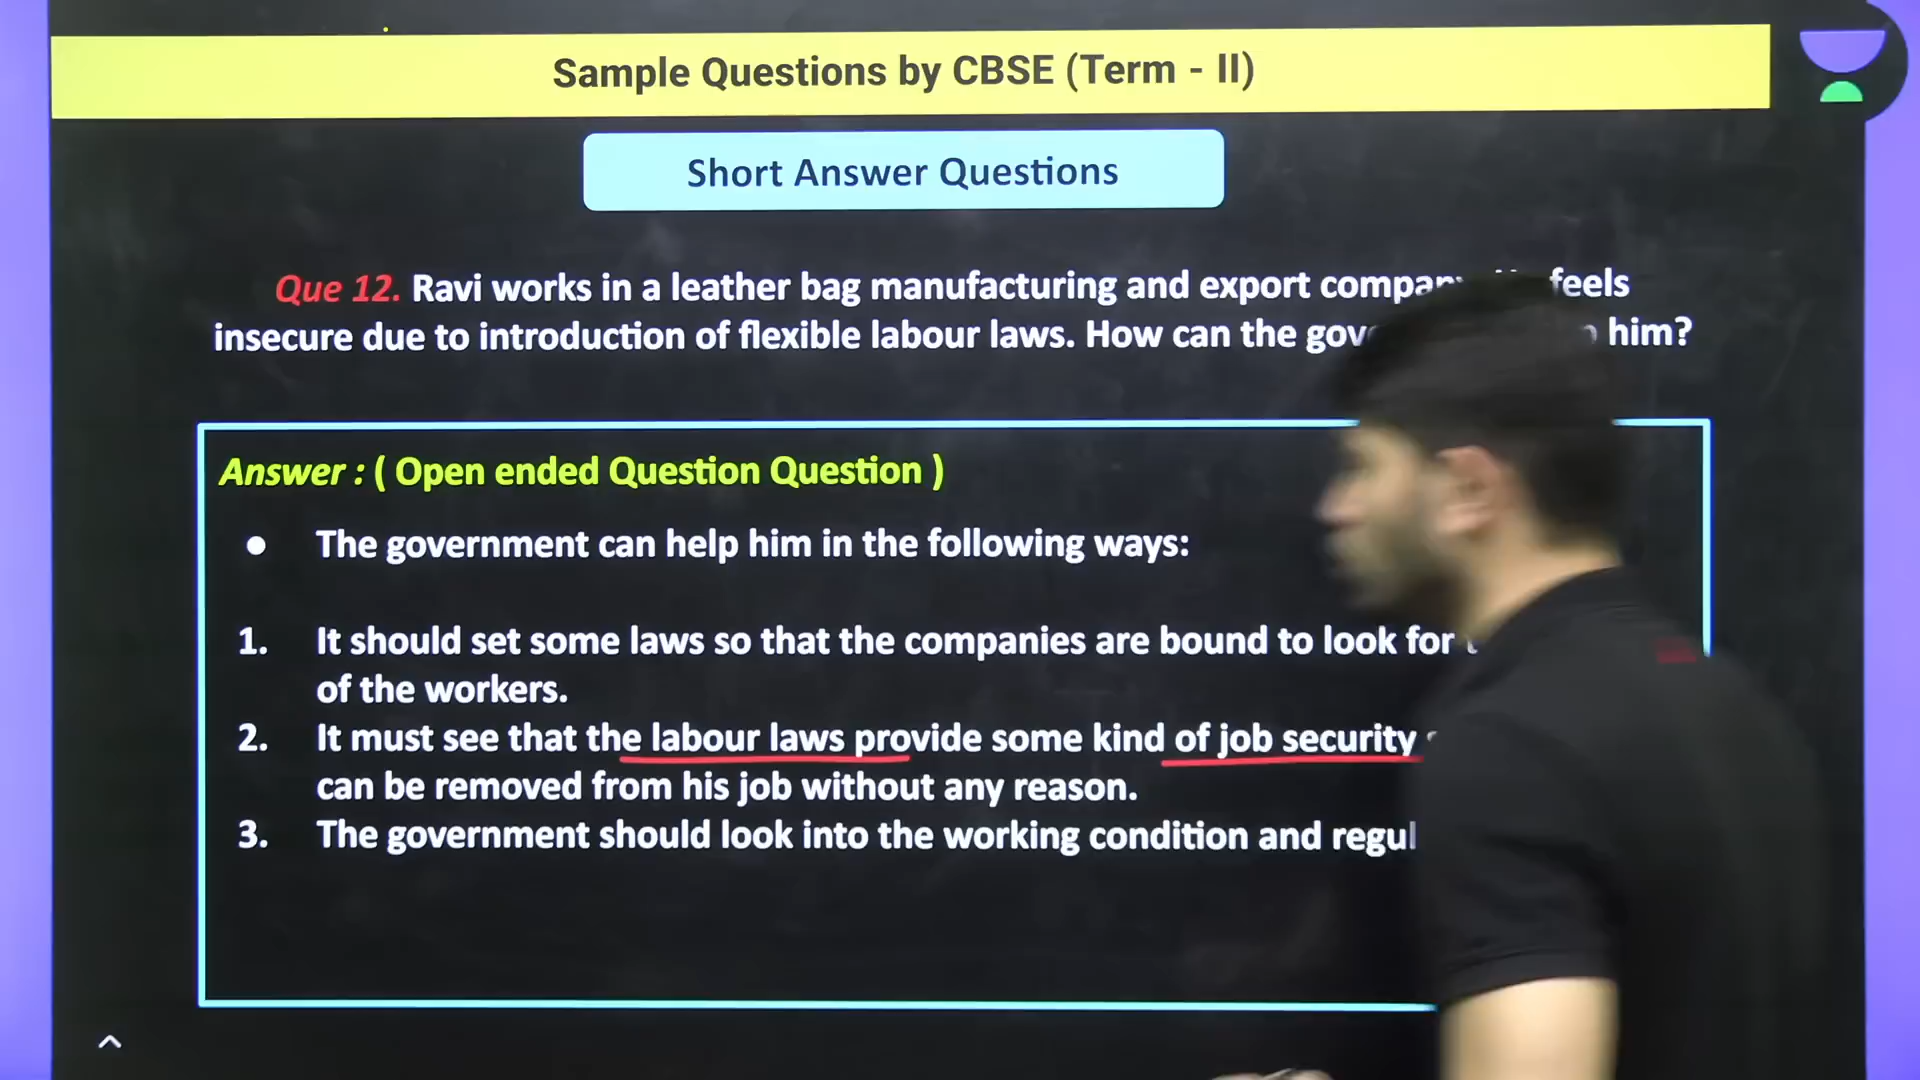 Sample Questions by CBSE (Term - II)
Short Answer Questions
Que 12. Ravi works in a leather bag manufacturing and export feels
insecure due to introduction of flexible labour laws. How can the him?
Answer : ( Open ended Question Question )
● The government can help him in the following ways:
1. It should set some laws so that the companies are bound to look for
of the workers.
2. It must see that the labour laws provide some kind of job security
can be removed from his job without any reason.
3. The government should look into the working condition and